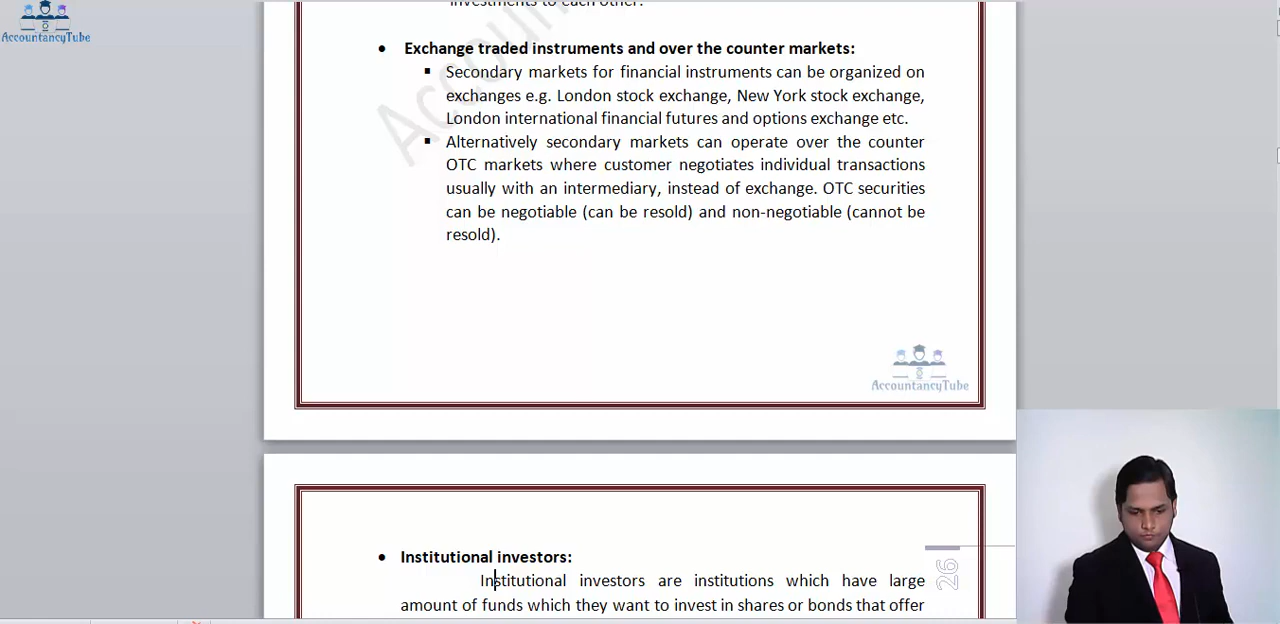 AccountancyTube
investments to each other.
• Exchange traded instruments and over the counter markets:
▪ Secondary markets for financial instruments can be organized on
exchanges e.g. London stock exchange, New York stock exchange,
London international financial futures and options exchange etc.
▪ Alternatively secondary markets can operate over the counter
OTC markets where customer negotiates individual transactions
usually with an intermediary, instead of exchange. OTC securities
can be negotiable (can be resold) and non-negotiable (cannot be
resold).
AccountancyTube
• Institutional investors:
Institutional investors are institutions which have large
26
amount of funds which they want to invest in shares or bonds that offer